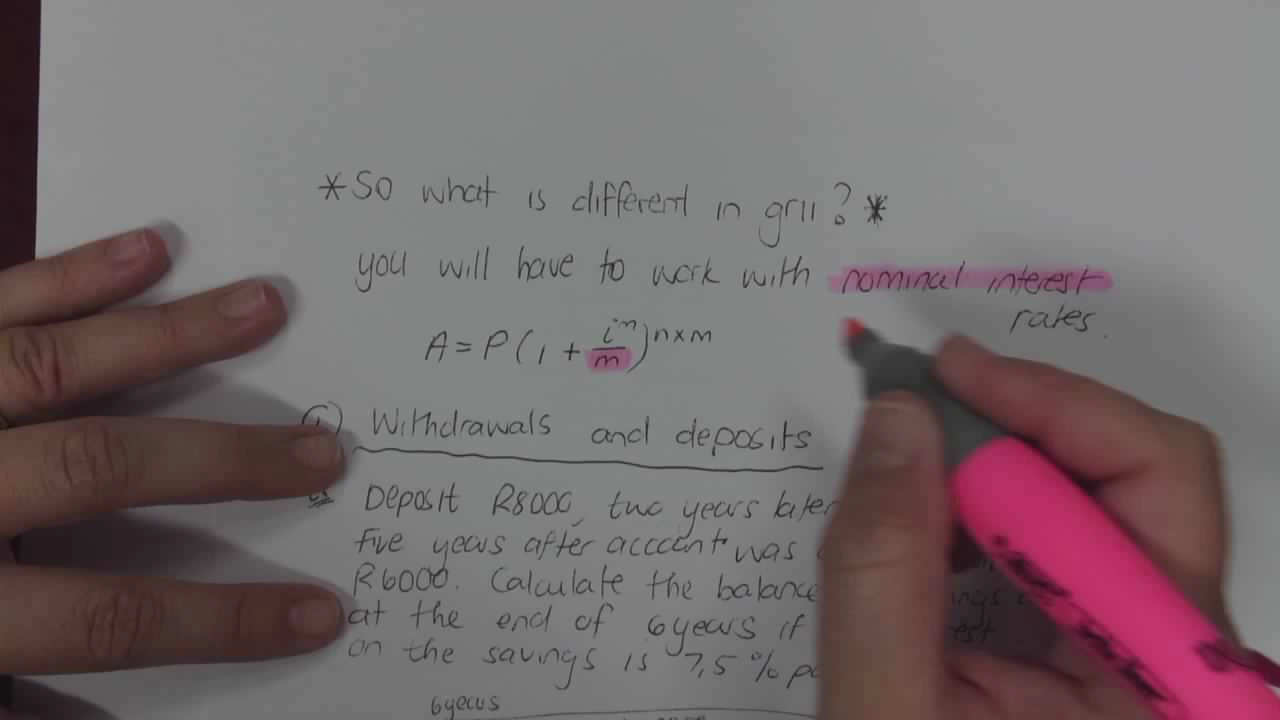 *So what is different in gr11? *
you will have to work with nominal interest
rates.
A = P(1 + i^m/m)^n×m
① Withdrawals and deposits
Deposit R8000, two years later
Five years after account was
R6000. Calculate the balance
at the end of 6 years if
on the savings is 7,5%
6 years